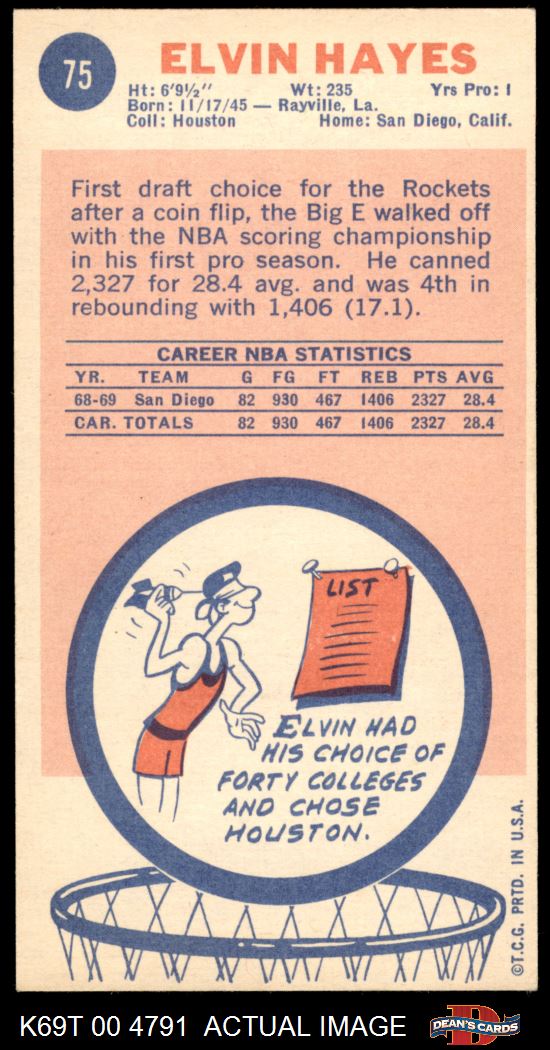 75
ELVIN HAYES
Ht: 6'9½" Wt: 235 Yrs Pro: 1
Born: 11/17/45 — Rayville, La.
Coll: Houston Home: San Diego, Calif.
First draft choice for the Rockets
after a coin flip, the Big E walked off
with the NBA scoring championship
in his first pro season. He canned
2,327 for 28.4 avg. and was 4th in
rebounding with 1,406 (17.1).
CAREER NBA STATISTICS
YR. TEAM G FG FT REB PTS AVG
68-69 San Diego 82 930 467 1406 2327 28.4
CAR. TOTALS 82 930 467 1406 2327 28.4
LIST
ELVIN HAD
HIS CHOICE OF
FORTY COLLEGES
AND CHOSE
HOUSTON.
©T.C.G. PRTD. IN U.S.A.
K69T 00 4791 ACTUAL IMAGE
D
DEAN'S CARDS